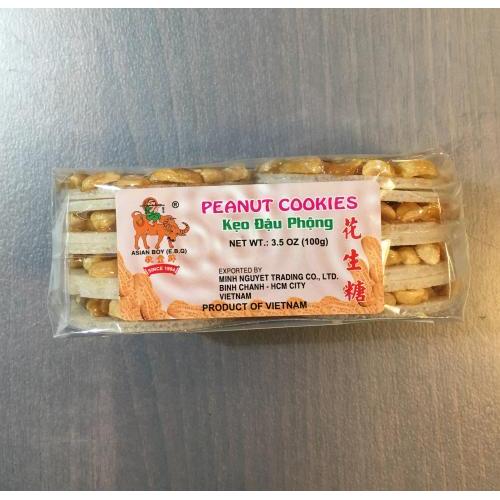 ®
ASIAN BOY (E.B.G)
SINCE 1994
PEANUT COOKIES
Kẹo Đậu Phộng
NET WT.: 3.5 OZ (100g)
花生糖
EXPORTED BY
MINH NGUYET TRADING CO., LTD.
BINH CHANH - HCM CITY
VIETNAM
PRODUCT OF VIETNAM